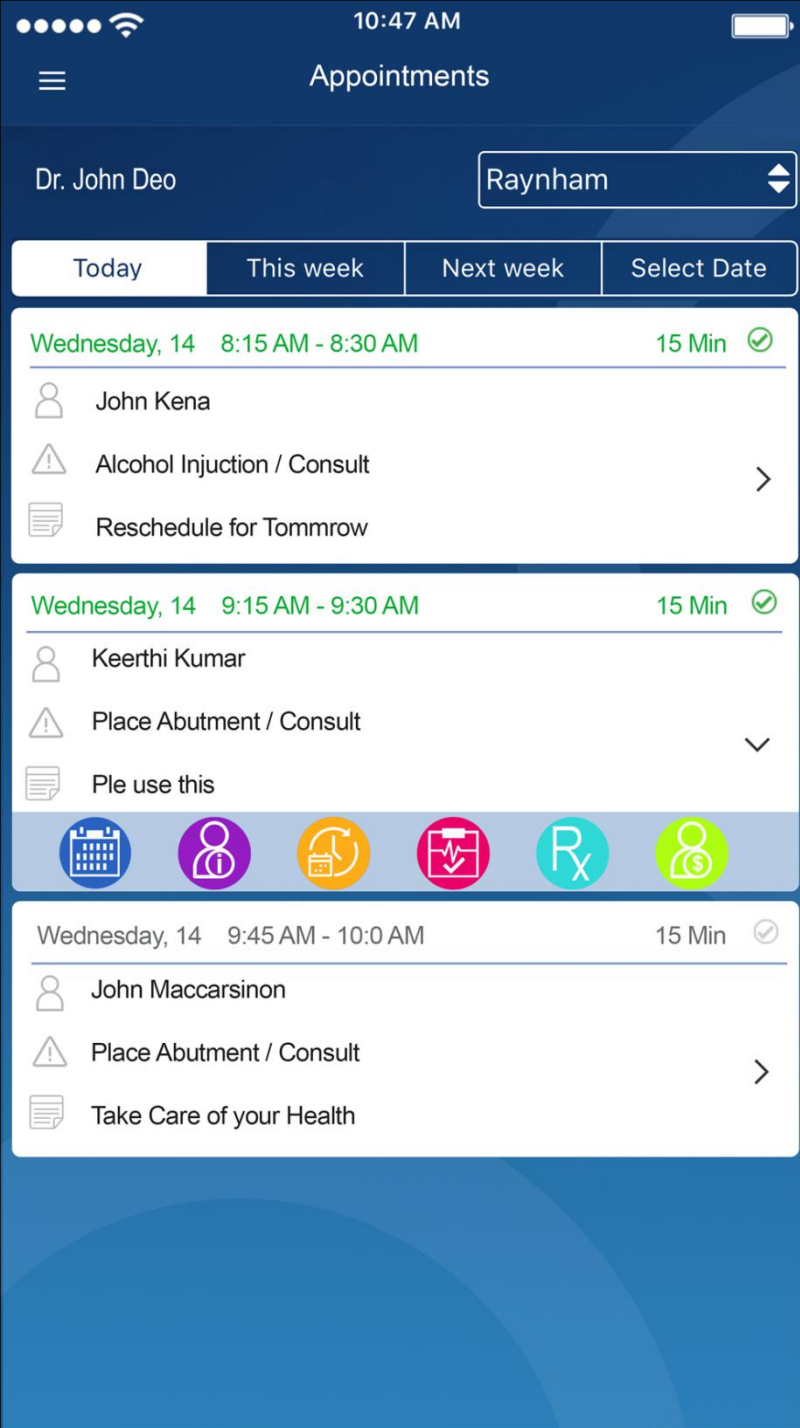 10:47 AM
Appointments
Dr. John Deo Raynham
Today This week Next week Select Date
Wednesday, 14 8:15 AM - 8:30 AM 15 Min
John Kena
Alcohol Injuction / Consult
Reschedule for Tommrow
Wednesday, 14 9:15 AM - 9:30 AM 15 Min
Keerthi Kumar
Place Abutment / Consult
Ple use this
Rx
Wednesday, 14 9:45 AM - 10:0 AM 15 Min
John Maccarsinon
Place Abutment / Consult
Take Care of your Health